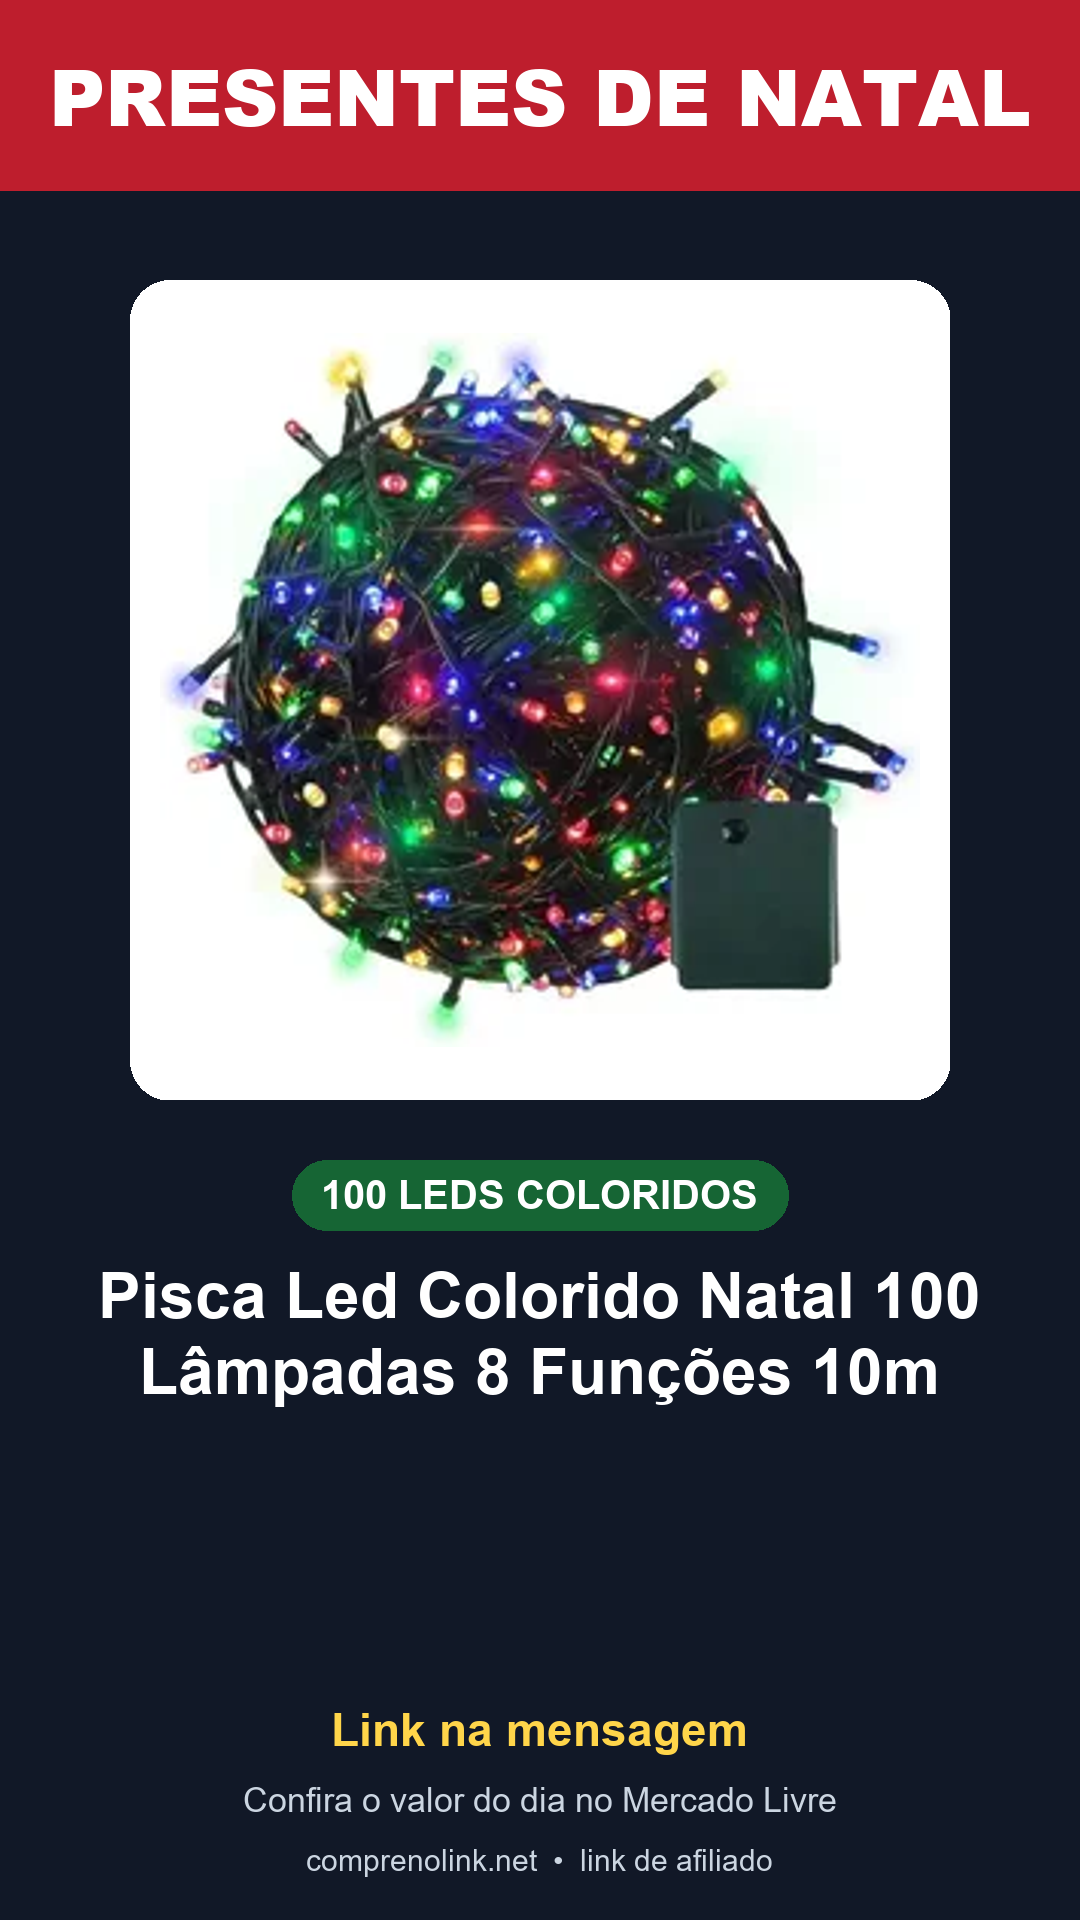 PRESENTES DE NATAL
100 LEDS COLORIDOS
Pisca Led Colorido Natal 100
Lâmpadas 8 Funções 10m
Link na mensagem
Confira o valor do dia no Mercado Livre
comprenolink.net • link de afiliado